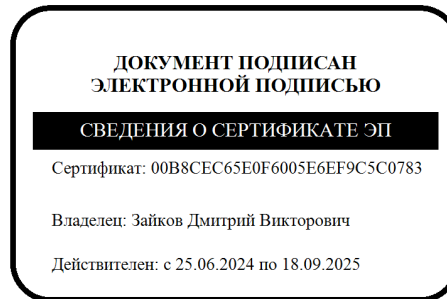 ДОКУМЕНТ ПОДПИСАН
ЭЛЕКТРОННОЙ ПОДПИСЬЮ
СВЕДЕНИЯ О СЕРТИФИКАТЕ ЭП
Сертификат: 00B8CEC65E0F6005E6EF9C5C0783
Владелец: Зайков Дмитрий Викторович
Действителен: с 25.06.2024 по 18.09.2025